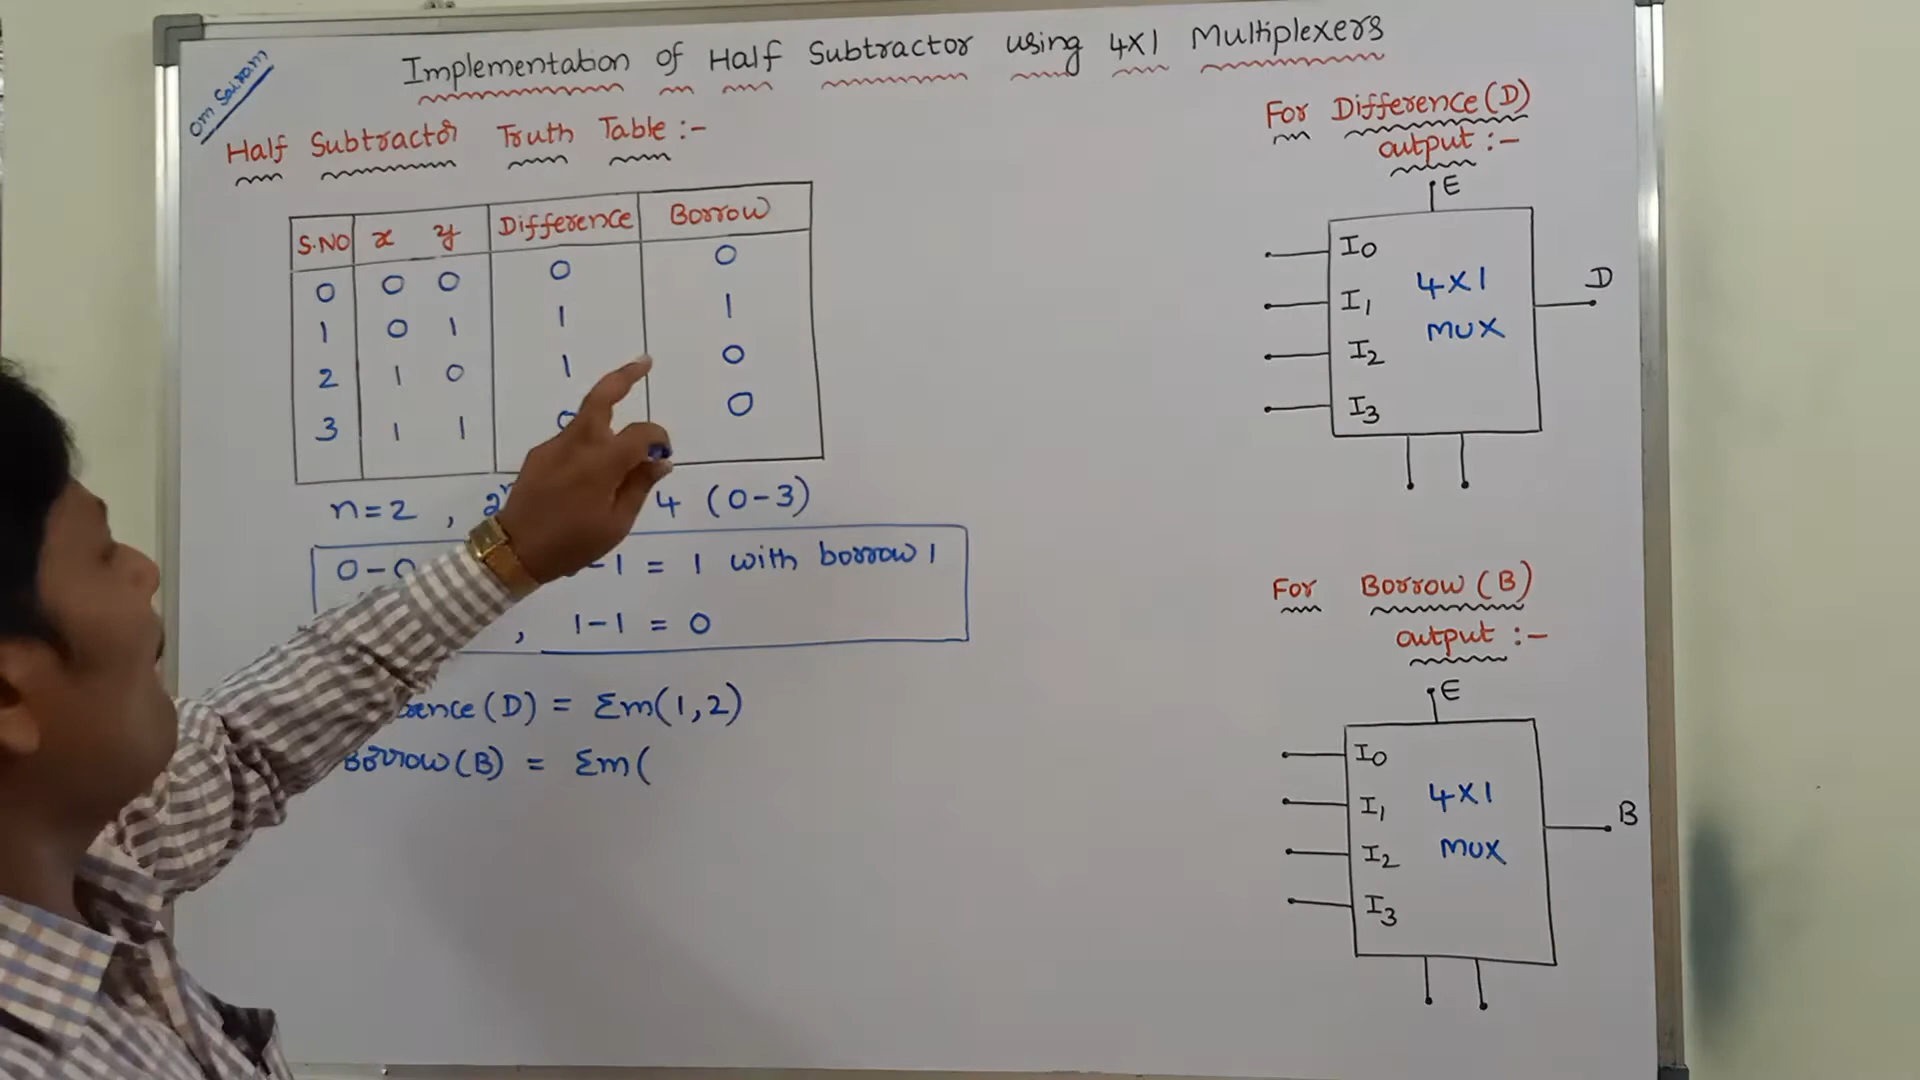 Om Sairam
Implementation of Half Subtractor using 4X1 Multiplexers
Half Subtractor Truth Table :-
S.NO x y Difference Borrow
0 0 0 0 0
1 0 1 1 1
2 1 0 1 0
3 1 1 0 0
n=2 , 2ⁿ 4 (0-3)
0-0 -1 = 1 with borrow 1
, 1-1 = 0
ence (D) = Σm(1,2)
Borrow (B) = Σm(
For Difference (D)
output :-
E
I0
I1
I2
I3
4X1
MUX
D
For Borrow (B)
output :-
E
I0
I1
I2
I3
4X1
MUX
B